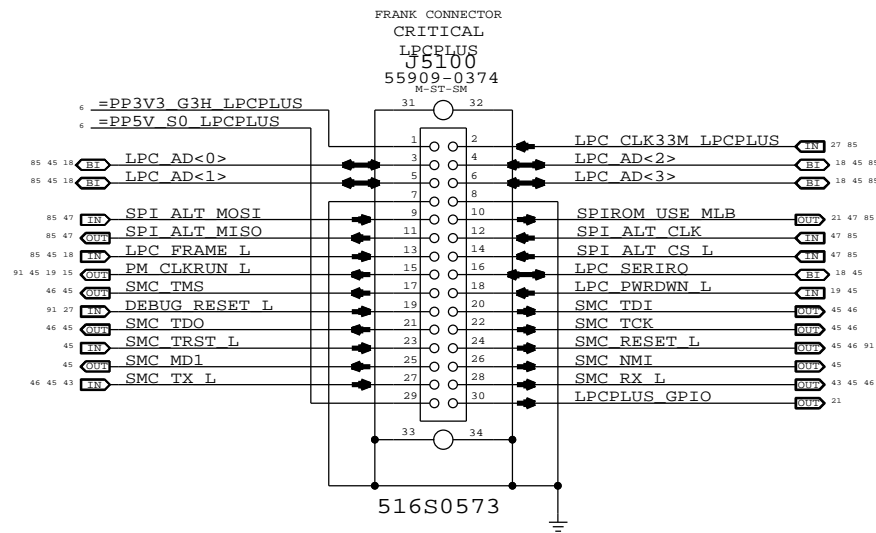 FRANK CONNECTOR
CRITICAL
LPCPLUS
J5100
55909-0374
M-ST-SM
31 32
6 =PP3V3_G3H_LPCPLUS
6 =PP5V_S0_LPCPLUS
1 2 LPC_CLK33M_LPCPLUS IN 27 85
85 45 18 BI LPC_AD<0> 3 4 LPC_AD<2> BI 18 45 85
85 45 18 BI LPC_AD<1> 5 6 LPC_AD<3> BI 18 45 85
7 8
85 47 IN SPI_ALT_MOSI 9 10 SPIROM_USE_MLB OUT 21 47 85
85 47 OUT SPI_ALT_MISO 11 12 SPI_ALT_CLK IN 47 85
85 45 18 IN LPC_FRAME_L 13 14 SPI_ALT_CS_L IN 47 85
91 45 19 15 OUT PM_CLKRUN_L 15 16 LPC_SERIRQ BI 18 45
46 45 OUT SMC_TMS 17 18 LPC_PWRDWN_L IN 19 45
91 27 IN DEBUG_RESET_L 19 20 SMC_TDI OUT 45 46
46 45 OUT SMC_TDO 21 22 SMC_TCK OUT 45 46
45 IN SMC_TRST_L 23 24 SMC_RESET_L OUT 45 46 91
45 OUT SMC_MD1 25 26 SMC_NMI OUT 45
46 45 43 IN SMC_TX_L 27 28 SMC_RX_L OUT 43 45 46
29 30 LPCPLUS_GPIO OUT 21
33 34
516S0573